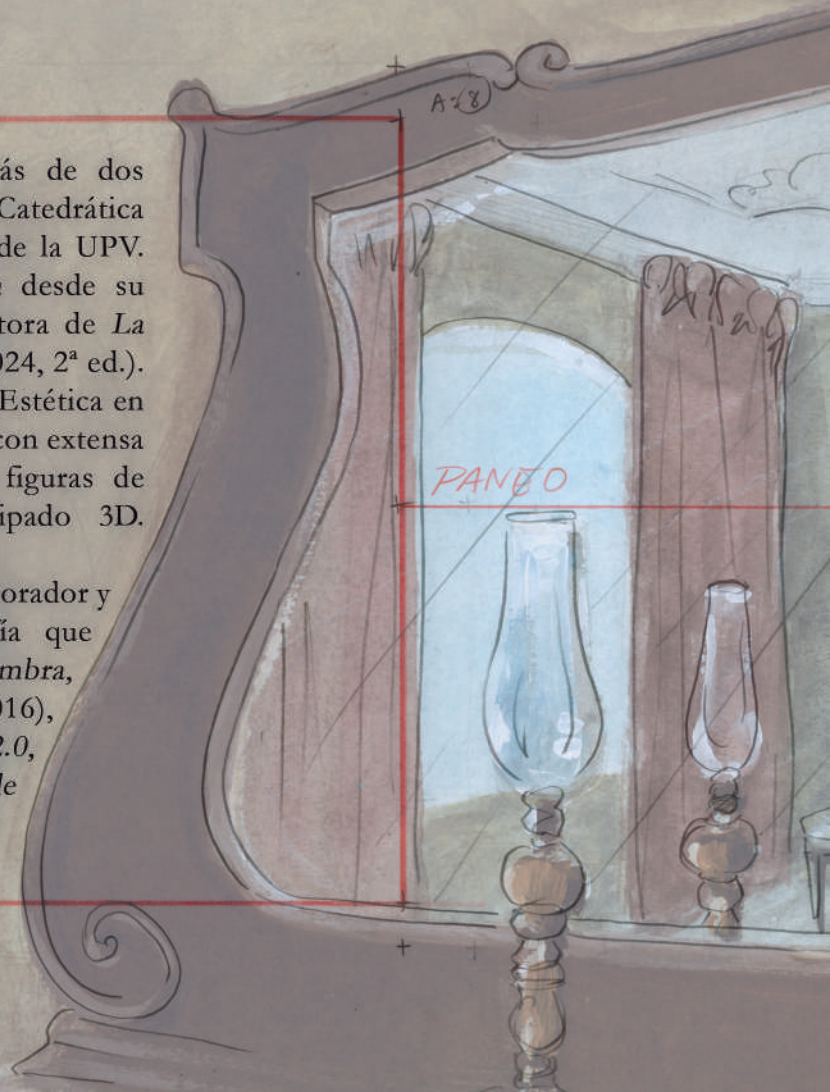 A=8
ás de dos
Catedrática
de la UPV.
desde su
tora de La
024, 2ª ed.).
Estética en
con extensa
figuras de
ipado 3D.
orador y
ía que
mbra,
016),
2.0,
le
PANEO